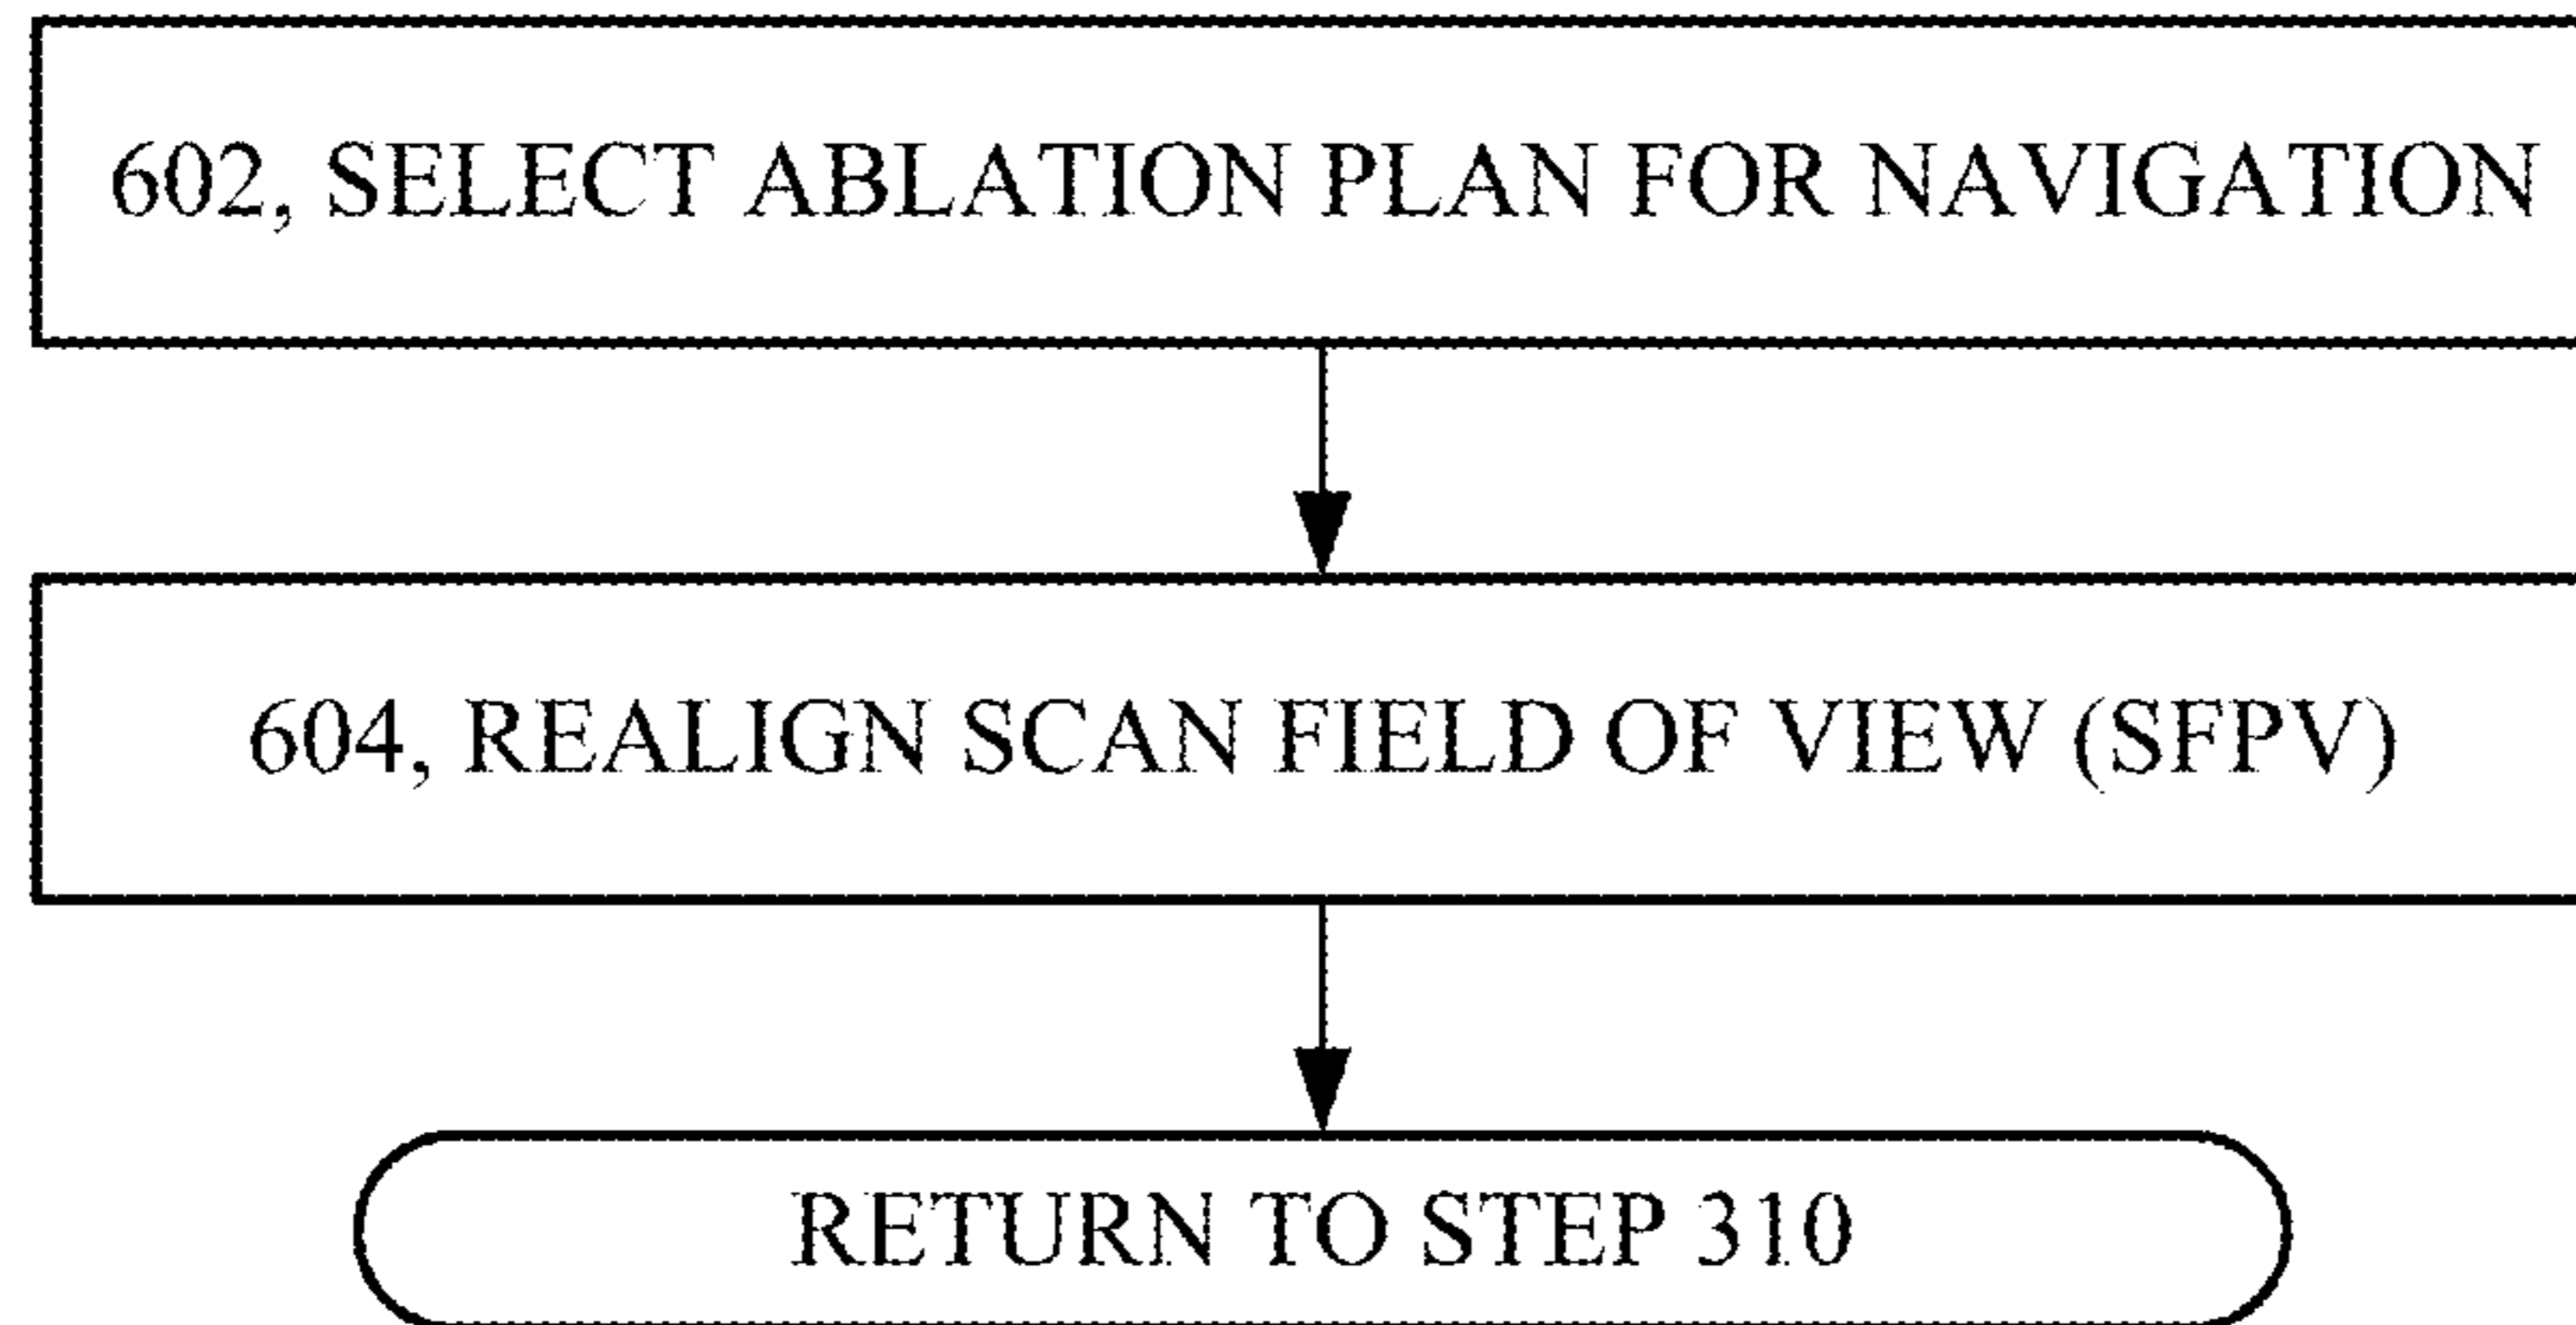 602, SELECT ABLATION PLAN FOR NAVIGATION
604, REALIGN SCAN FIELD OF VIEW (SFPV)
RETURN TO STEP 310